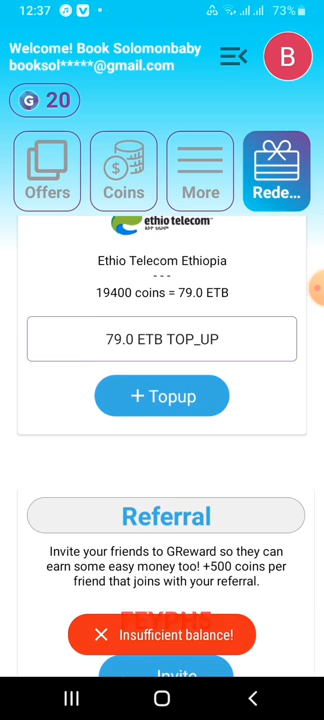 12:37
73%
Welcome! Book Solomonbaby
booksol*****@gmail.com
B
G 20
Offers
Coins
More
Rede...
ethio telecom
Ethio Telecom Ethiopia
---
19400 coins = 79.0 ETB
79.0 ETB TOP_UP
+ Topup
Referral
Invite your friends to GReward so they can
earn some easy money too! +500 coins per
friend that joins with your referral.
Insufficient balance!
Invite